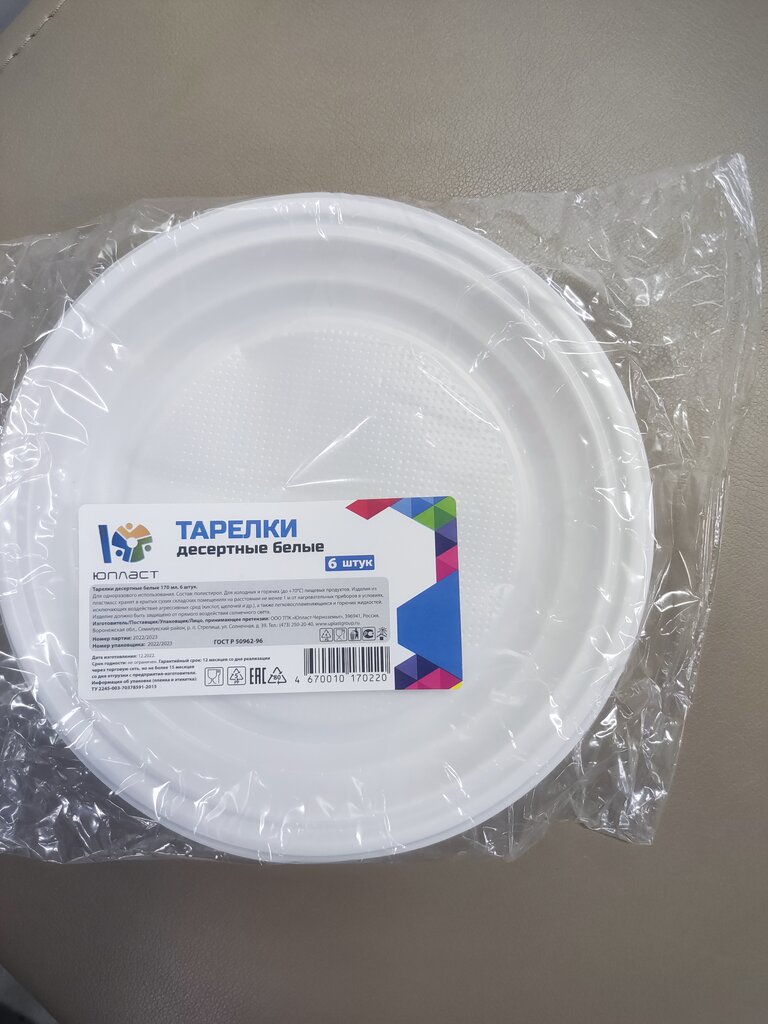 ЮПЛАСТ
ТАРЕЛКИ
десертные белые
6 штук
Тарелки десертные белые 170 мл, 6 штук.
Для одноразового использования. Состав: полистирол. Для холодных и горячих (до +70°С) пищевых продуктов. Изделия из
пластмасс хранят в крытых сухих складских помещениях на расстоянии не менее 1 м от нагревательных приборов в условиях,
исключающих воздействие агрессивных сред (кислот, щелочей и др.), а также легковоспламеняющихся и горючих жидкостей.
Изделие должно быть защищено от прямого воздействия солнечного света.
Изготовитель/Поставщик/Упаковщик/Лицо, принимающее претензии: ООО ТПК «Юпласт-Черноземье», 396941, Россия,
Воронежская обл., Семилукский район, р. п. Стрелица, ул. Солнечная, д. 39. Тел.: (473) 250-20-40, www.uplastgroup.ru
Номер партии: 2022/2023
Номер упаковщика: 2022/2023
ГОСТ Р 50962-96
Дата изготовления: 12.2022.
Срок годности: не ограничен. Гарантийный срок: 12 месяцев со дня реализации
через торговую сеть, но не более 15 месяцев
со дня отгрузки с предприятия-изготовителя.
Информация об упаковке (пленка и этикетка):
ТУ 2245-003-70378591-2015
EAC
4 670010 170220